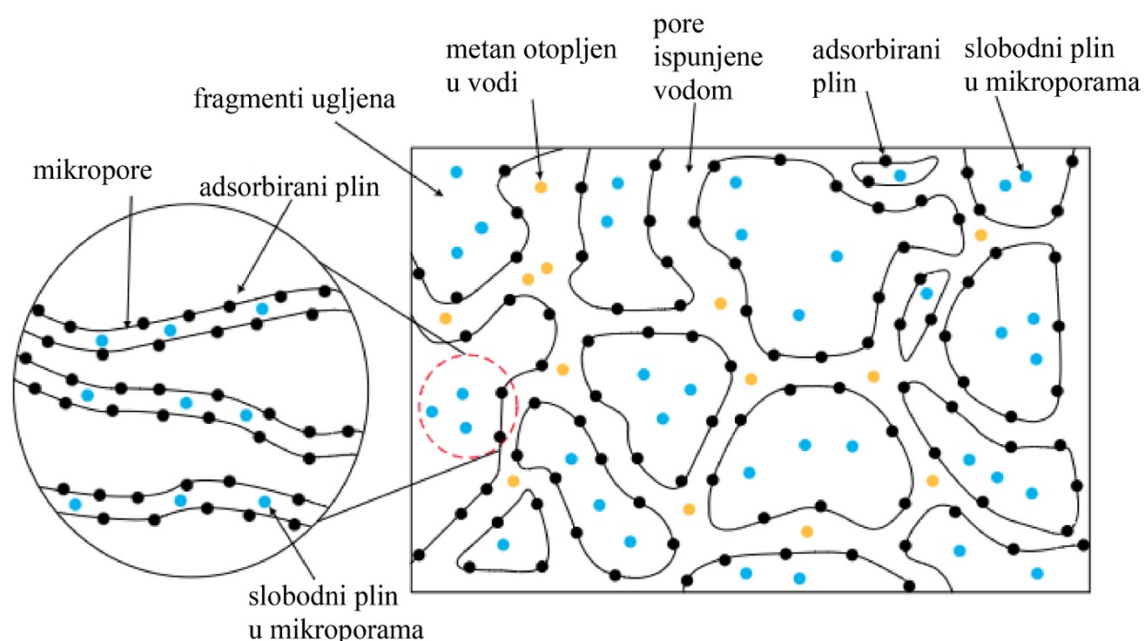 metan otopljen
u vodi
pore
ispunjene
vodom
adsorbirani
plin
slobodni plin
u mikroporama
fragmenti ugljena
mikropore
adsorbirani plin
slobodni plin
u mikroporama